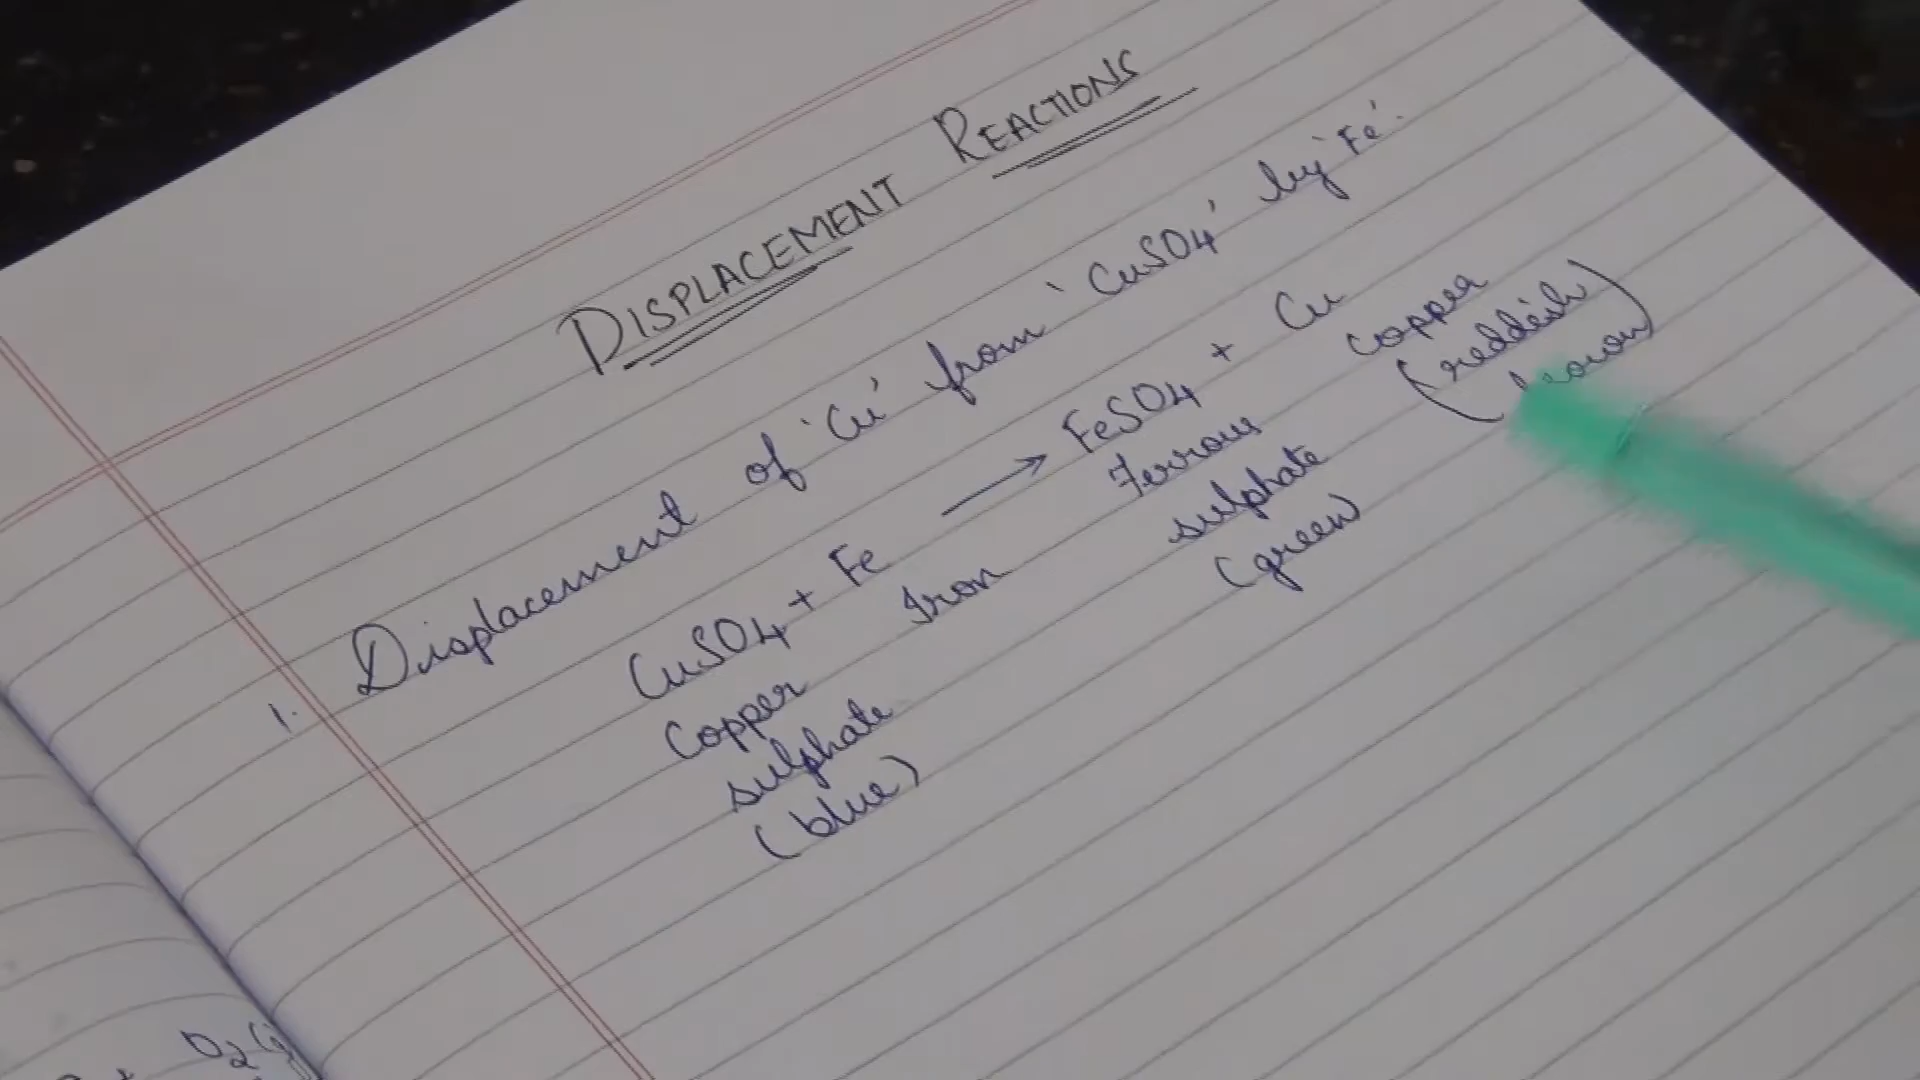 DISPLACEMENT REACTIONS
1. Displacement of 'Cu' from 'CuSO4' by 'Fe'.
CuSO4 + Fe → FeSO4 + Cu
Copper Iron Ferrous copper
sulphate sulphate (reddish
(blue) (green) brown)
O2(g